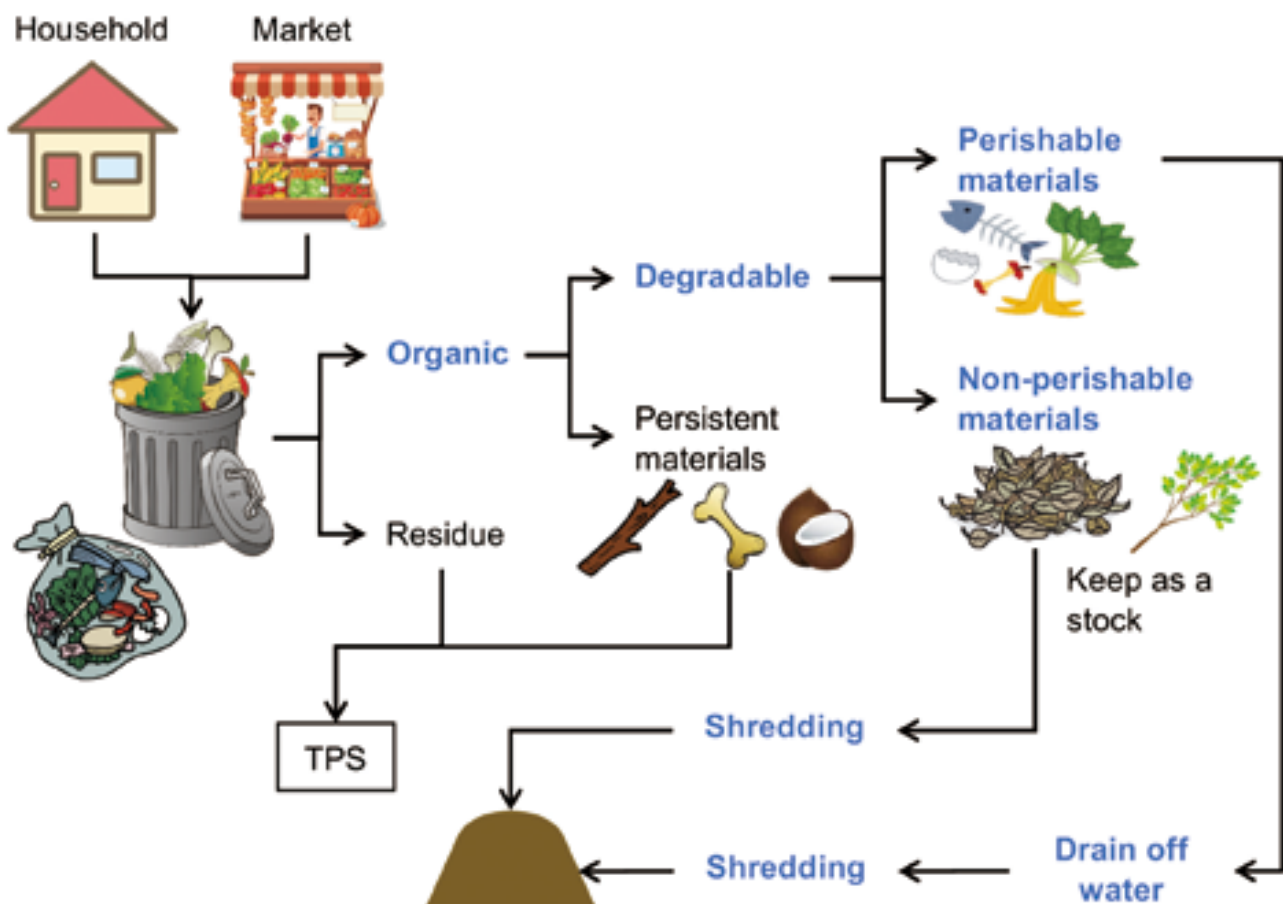 Household
Market
Perishable
materials
Degradable
Organic
Non-perishable
materials
Persistent
materials
Residue
Keep as a
stock
Shredding
TPS
Shredding
Drain off
water